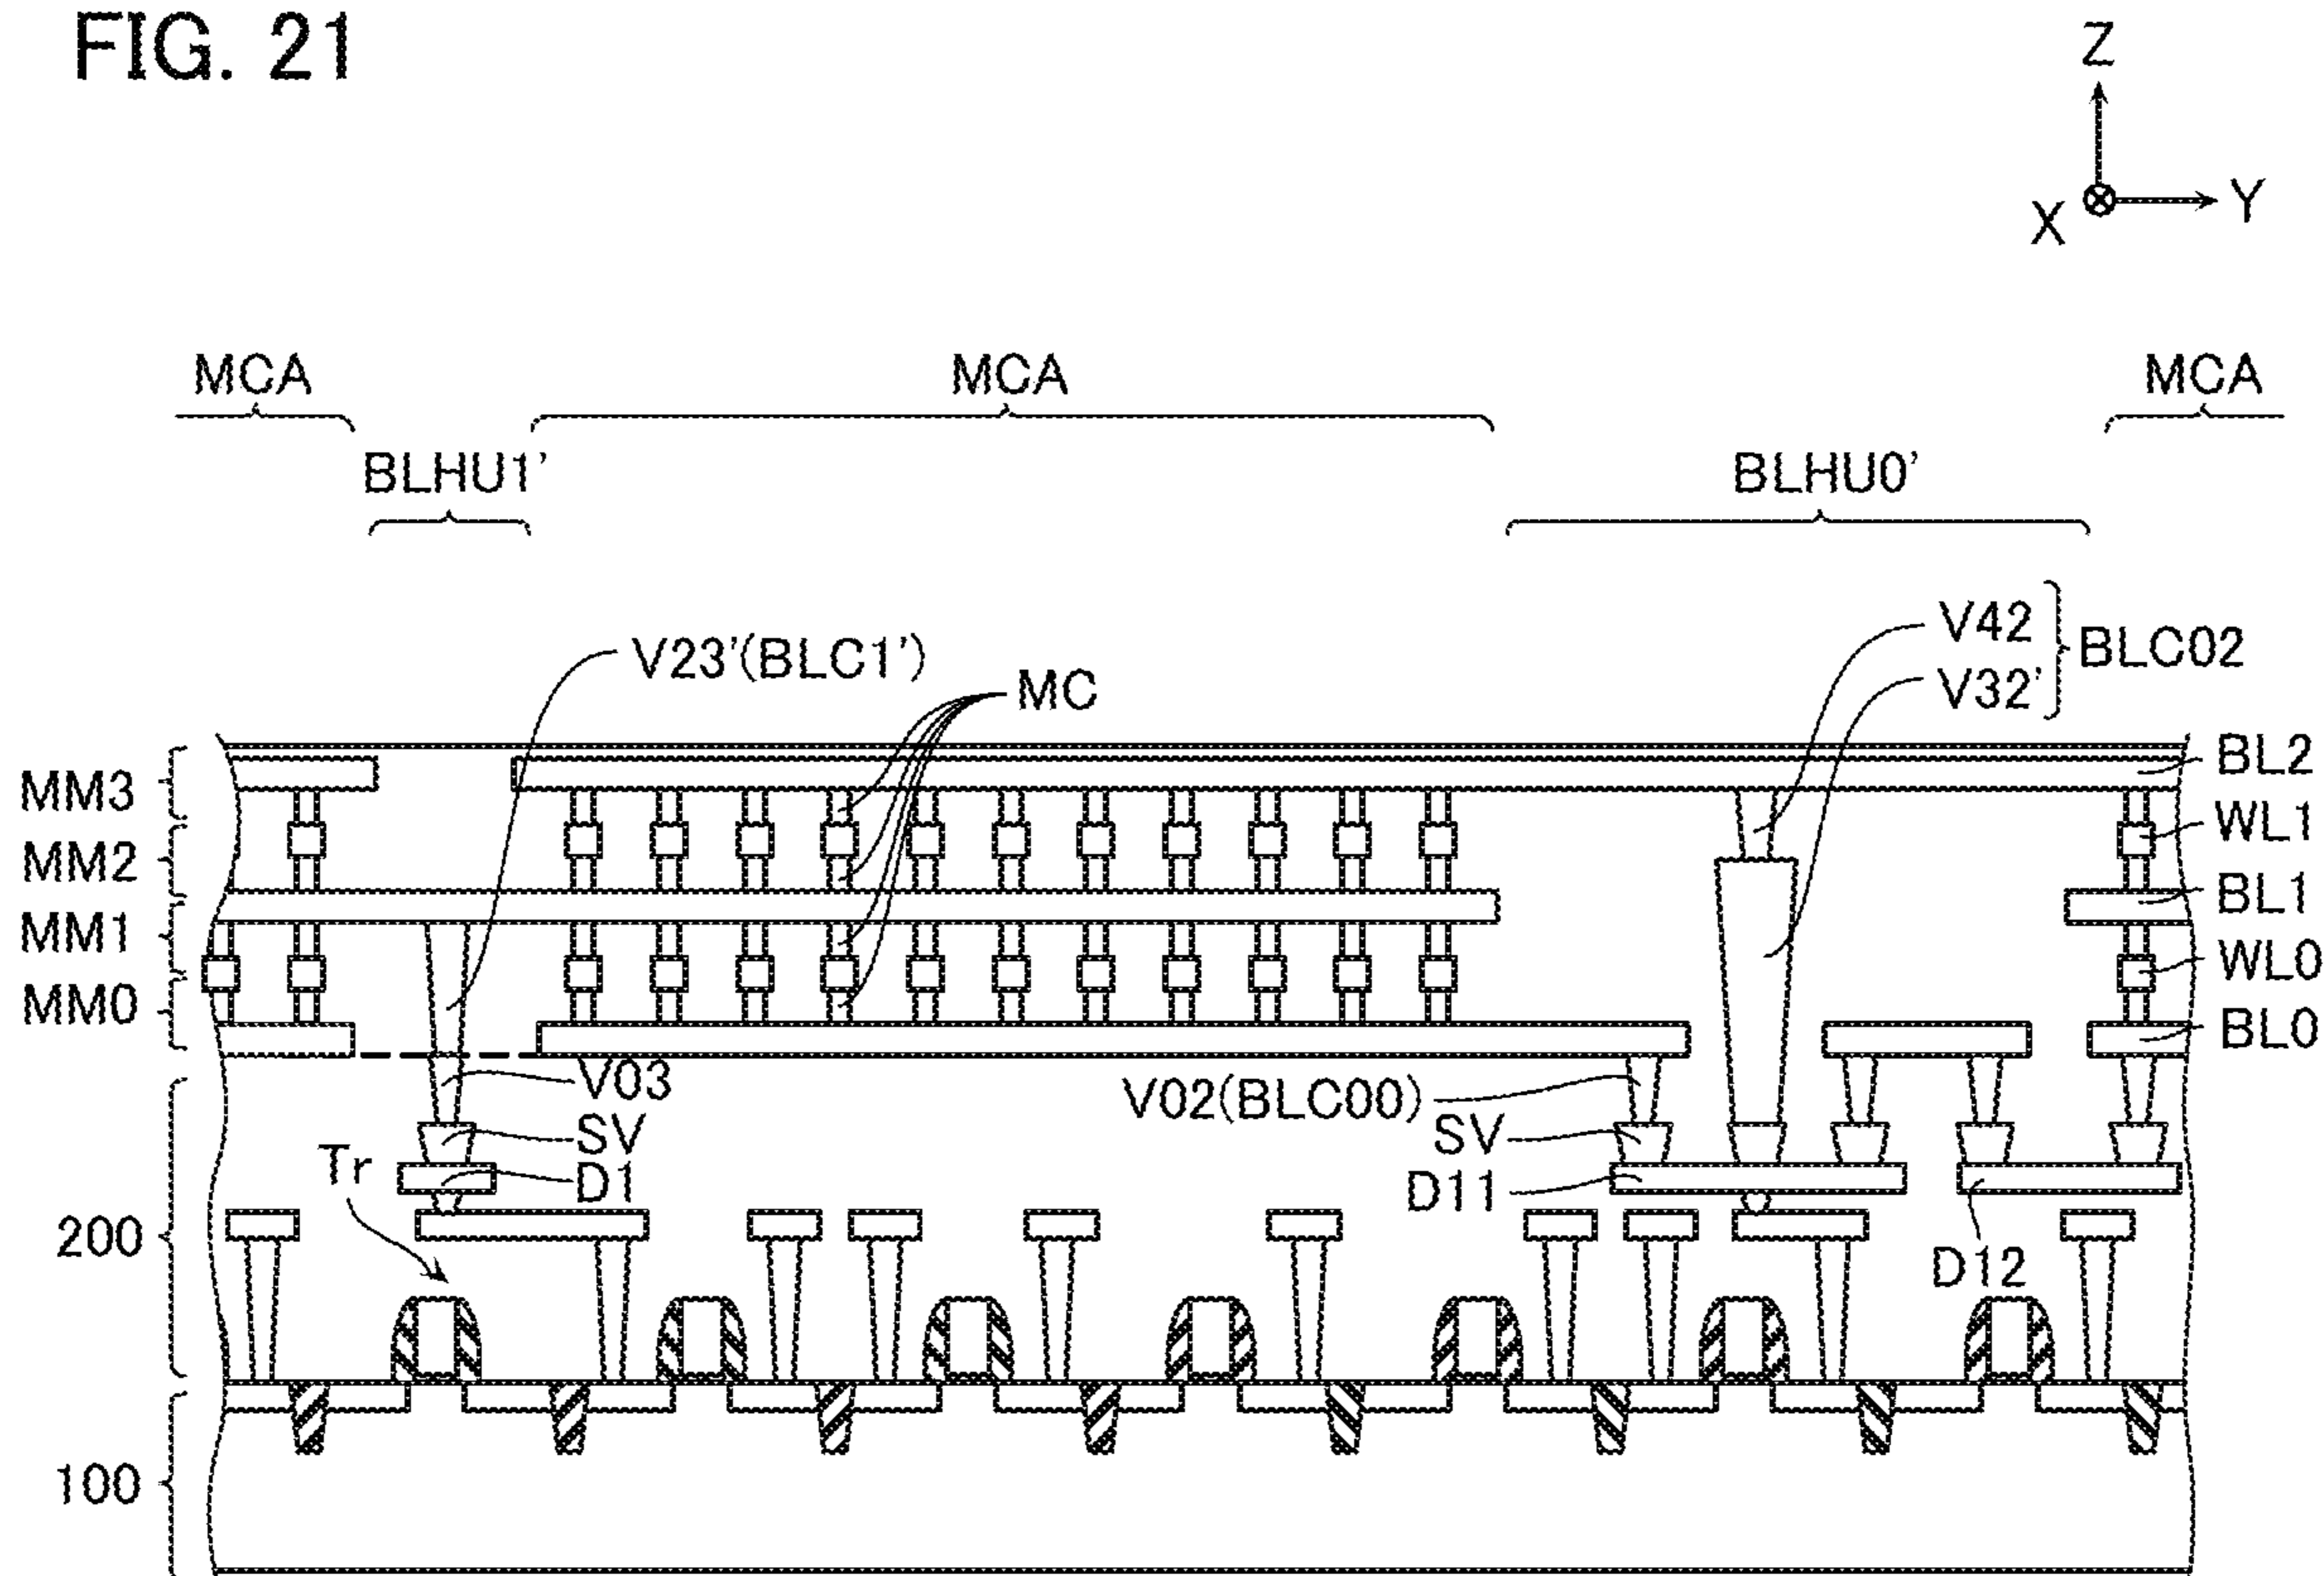 FIG. 21
Z
X
Y
MCA
MCA
MCA
BLHU1'
BLHU0'
V23'(BLC1')
MC
V42
V32'
BLC02
MM3
MM2
MM1
MM0
BL2
WL1
BL1
WL0
BL0
V03
SV
D1
Tr
V02(BLC00)
SV
D11
D12
200
100